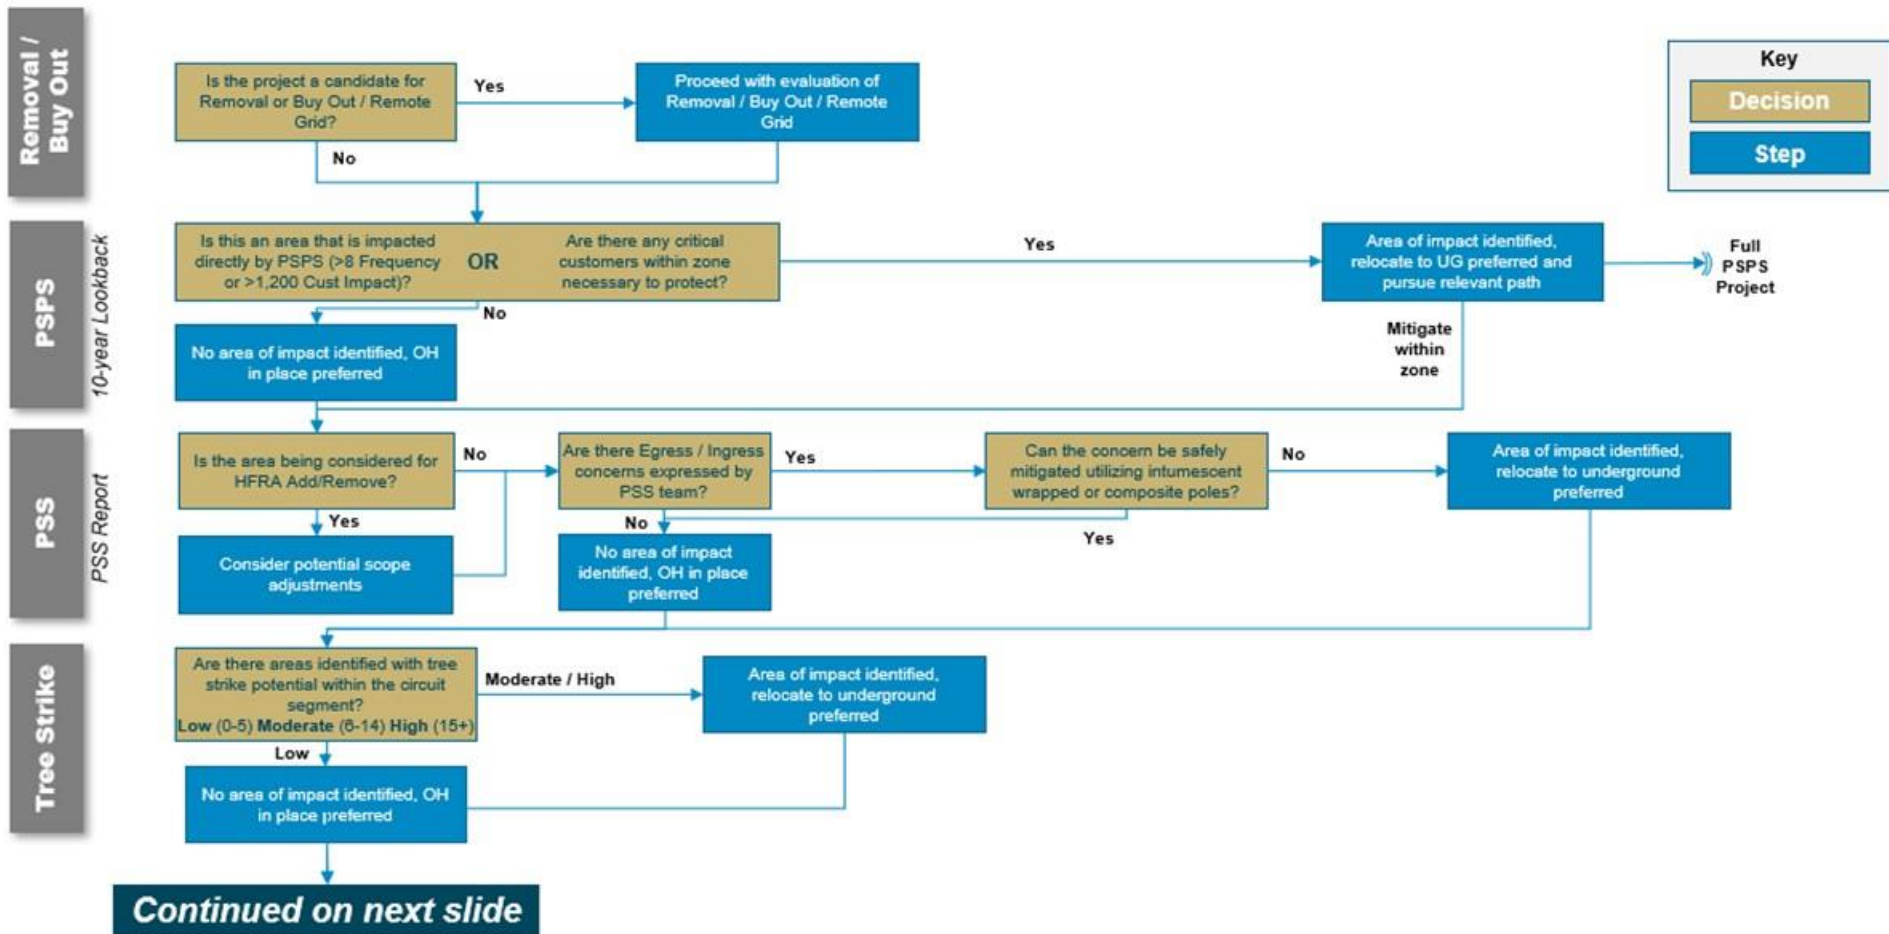 Removal /
Buy Out
Is the project a candidate for
Removal or Buy Out / Remote
Grid?
Yes
Proceed with evaluation of
Removal / Buy Out / Remote
Grid
No
Key
Decision
Step
PSPS
10-year Lookback
Is this an area that is impacted
directly by PSPS (>8 Frequency
or >1,200 Cust Impact)?
OR
Are there any critical
customers within zone
necessary to protect?
Yes
Area of impact identified,
relocate to UG preferred and
pursue relevant path
Full
PSPS
Project
No
No area of impact identified, OH
in place preferred
Mitigate
within
zone
PSS
PSS Report
Is the area being considered for
HFRA Add/Remove?
No
Are there Egress / Ingress
concerns expressed by
PSS team?
Yes
Can the concern be safely
mitigated utilizing intumescent
wrapped or composite poles?
No
Area of impact identified,
relocate to underground
preferred
Yes
Consider potential scope
adjustments
No
Yes
No area of impact
identified, OH in place
preferred
Tree Strike
Are there areas identified with tree
strike potential within the circuit
segment?
Low (0-5) Moderate (6-14) High (15+)
Moderate / High
Area of impact identified,
relocate to underground
preferred
Low
No area of impact identified, OH
in place preferred
Continued on next slide